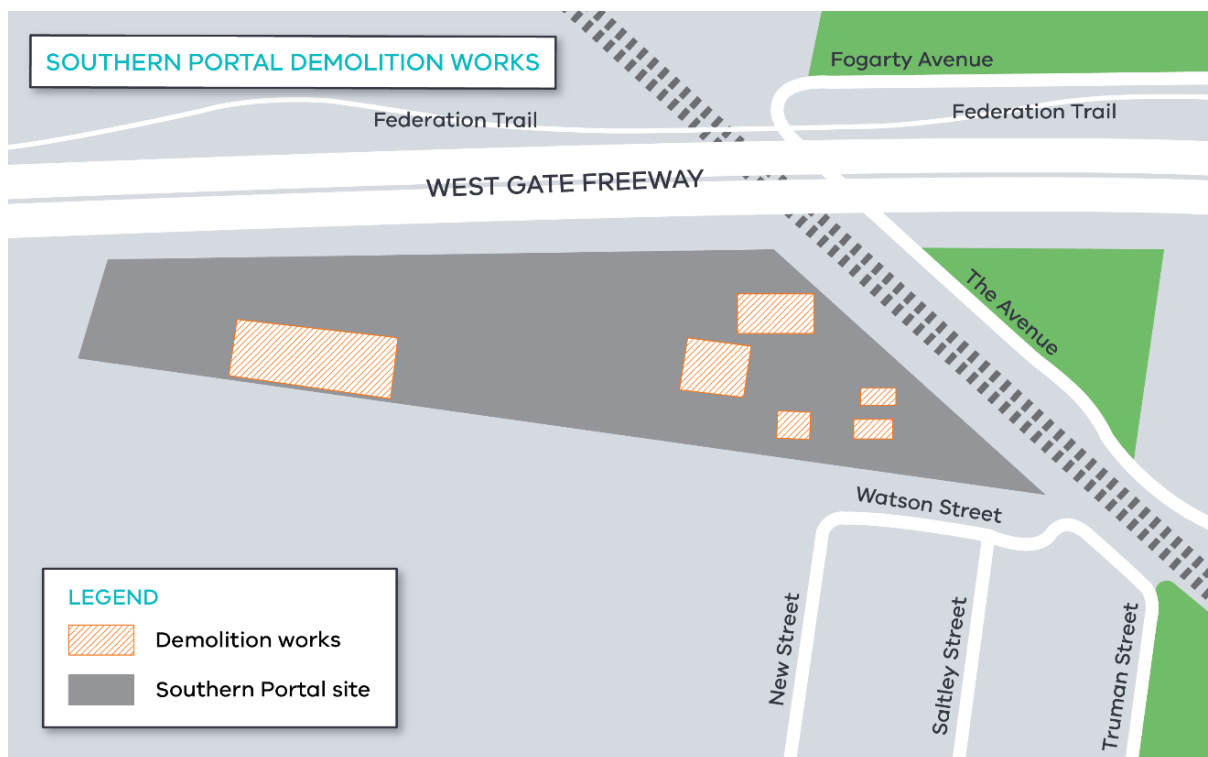 SOUTHERN PORTAL DEMOLITION WORKS
Fogarty Avenue
Federation Trail
Federation Trail
WEST GATE FREEWAY
The Avenue
Watson Street
New Street
Saltley Street
Truman Street
LEGEND
Demolition works
Southern Portal site